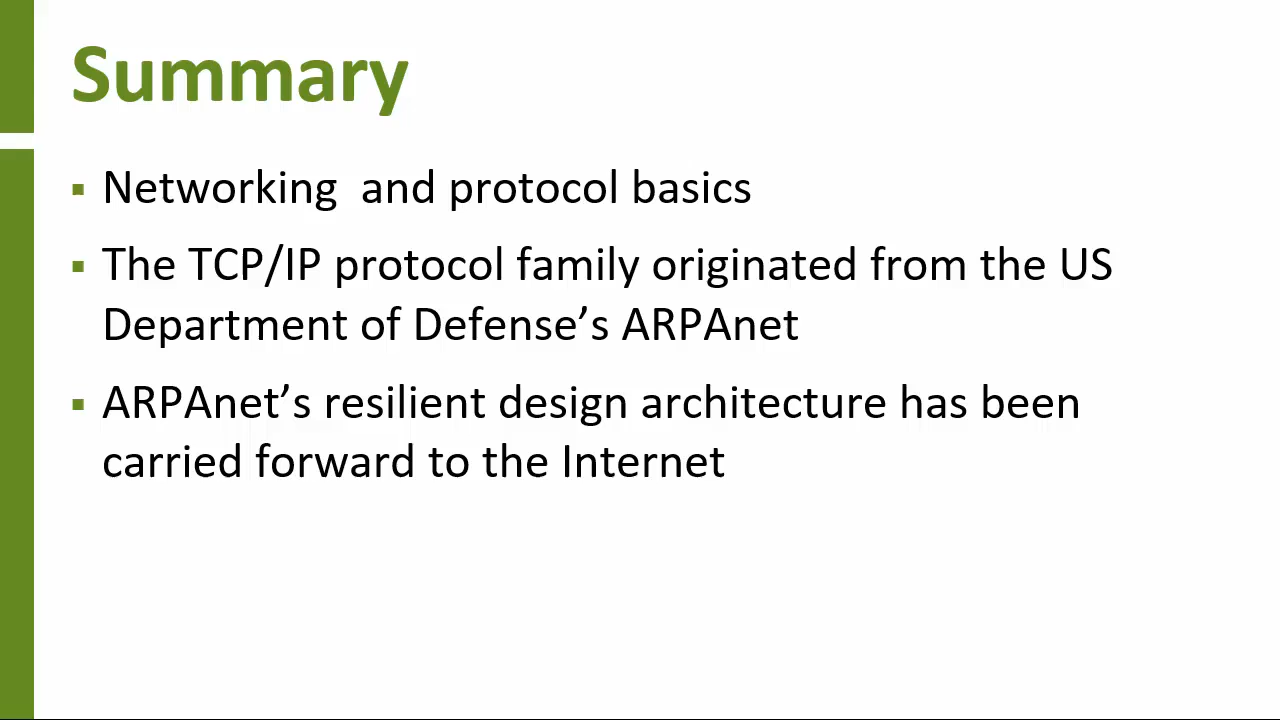 Summary
▪ Networking  and protocol basics
▪ The TCP/IP protocol family originated from the US
Department of Defense’s ARPAnet
▪ ARPAnet’s resilient design architecture has been
carried forward to the Internet